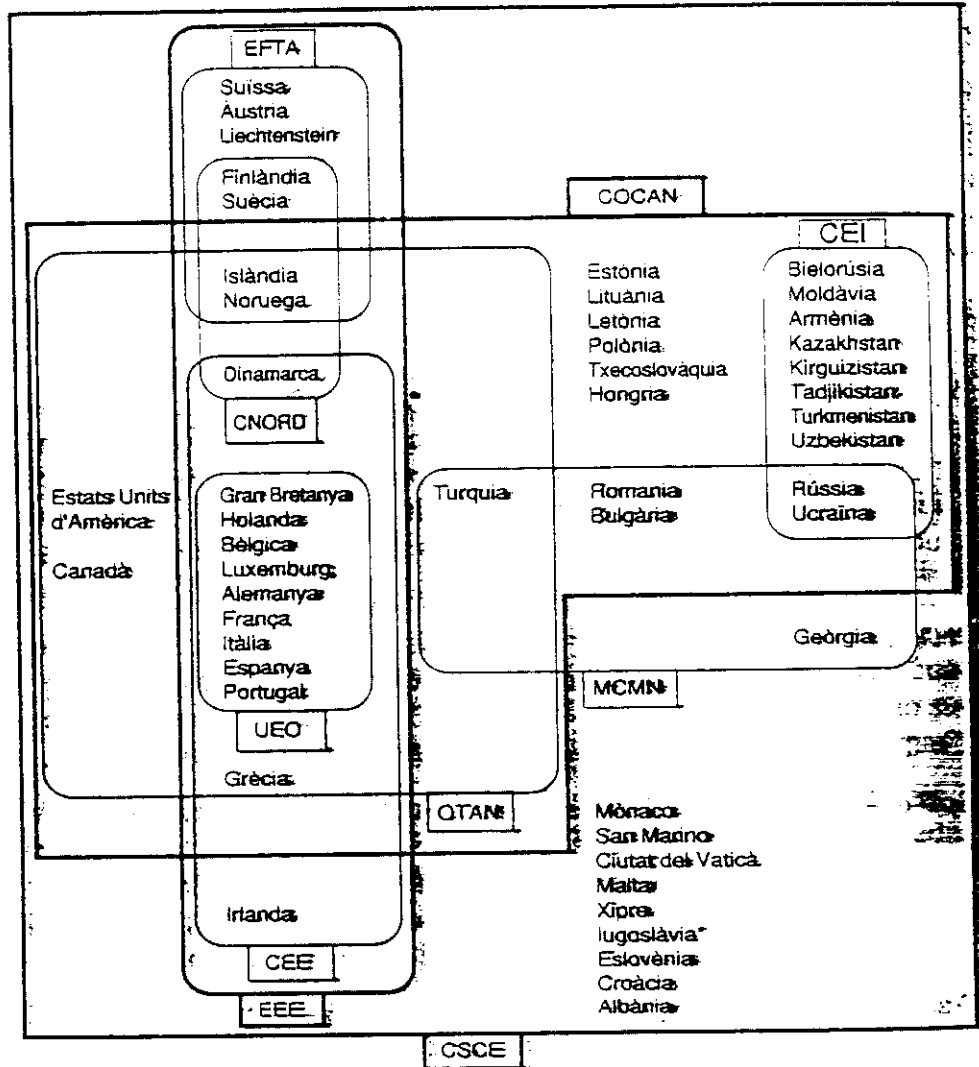 EFTA
Suïssa
Àustria
Liechtenstein
Finlàndia
Suècia
COCAN
CEI
Islàndia
Noruega
Estònia
Lituània
Letònia
Polònia
Txecoslovàquia
Hongria
Bielorúsia
Moldàvia
Armènia
Kazakhstan
Kirguizistan
Tadjikistan
Turkmenistan
Uzbekistan
Dinamarca
CNORD
Estats Units
d'Amèrica
Canadà
Gran Bretanya
Holanda
Bèlgica
Luxemburg
Alemanya
França
Itàlia
Espanya
Portugal
UEO
Grècia
Turquia
Romania
Bulgària
Rússia
Ucraïna
Geòrgia
MCMN
OTAN
Mònaco
San Marino
Ciutat del Vaticà
Malta
Xipre
Iugoslàvia*
Eslovènia
Croàcia
Albània
Irlanda
CEE
EEE
CSCE